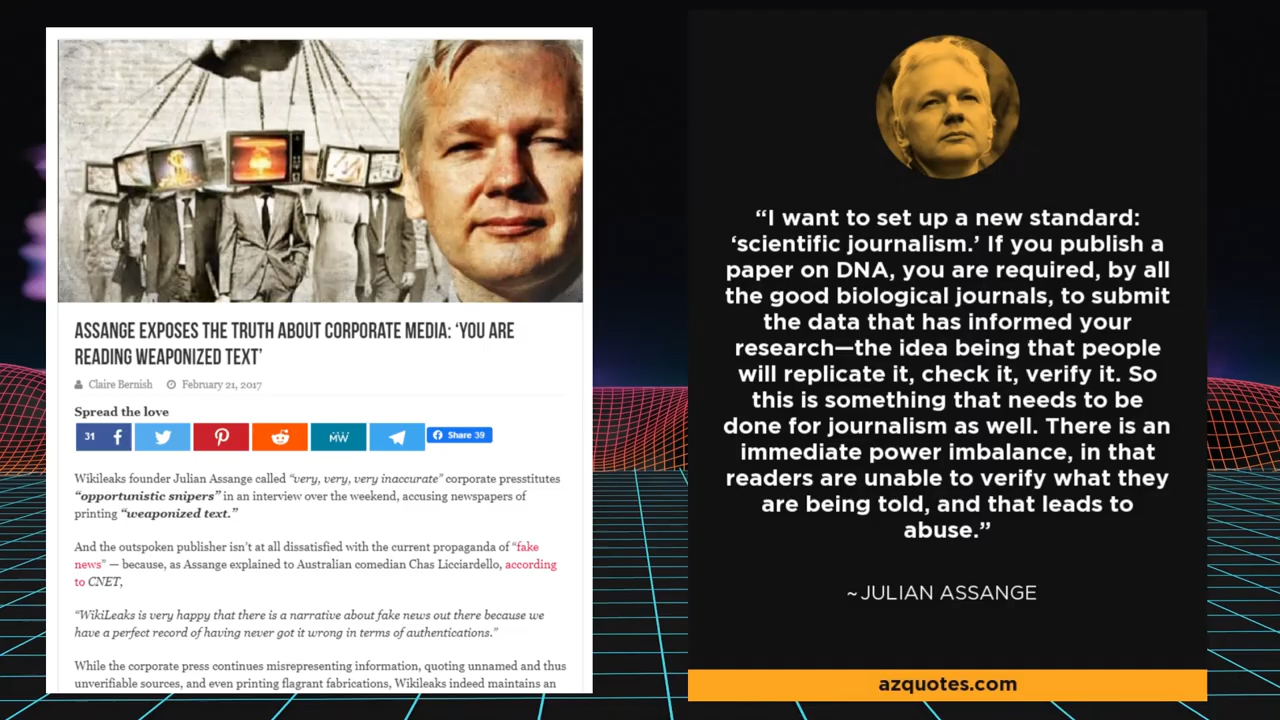 ASSANGE EXPOSES THE TRUTH ABOUT CORPORATE MEDIA: ‘YOU ARE
READING WEAPONIZED TEXT’
Claire Bernish February 21, 2017
Spread the love
31
MW
Share 39
Wikileaks founder Julian Assange called “very, very, very inaccurate” corporate presstitutes
“opportunistic snipers” in an interview over the weekend, accusing newspapers of
printing “weaponized text.”
And the outspoken publisher isn’t at all dissatisfied with the current propaganda of “fake
news” — because, as Assange explained to Australian comedian Chas Licciardello, according
to CNET,
“WikiLeaks is very happy that there is a narrative about fake news out there because we
have a perfect record of having never got it wrong in terms of authentications.”
While the corporate press continues misrepresenting information, quoting unnamed and thus
unverifiable sources, and even printing flagrant fabrications, Wikileaks indeed maintains an
“I want to set up a new standard:
‘scientific journalism.’ If you publish a
paper on DNA, you are required, by all
the good biological journals, to submit
the data that has informed your
research—the idea being that people
will replicate it, check it, verify it. So
this is something that needs to be
done for journalism as well. There is an
immediate power imbalance, in that
readers are unable to verify what they
are being told, and that leads to
abuse.”
~ JULIAN ASSANGE
azquotes.com